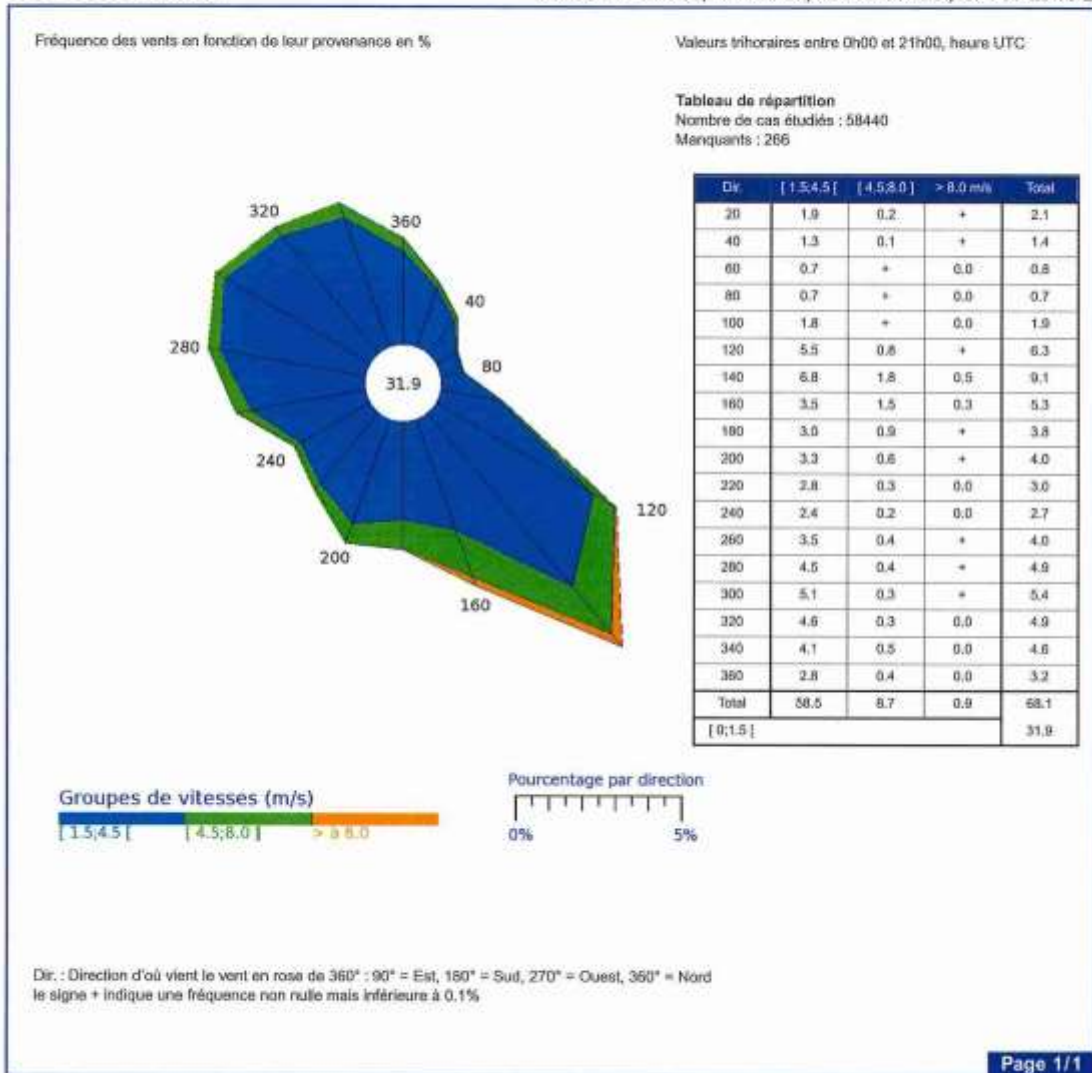 Fréquence des vents en fonction de leur provenance en %
Valeurs trihoraires entre 0h00 et 21h00, heure UTC
Tableau de répartition
Nombre de cas étudiés : 58440
Manquants : 266
Dir. [ 1.5;4.5 [ [ 4.5;8.0 ] > 8.0 m/s Total
20 1.9 0.2 + 2.1
40 1.3 0.1 + 1.4
60 0.7 + 0.0 0.8
80 0.7 + 0.0 0.7
100 1.8 + 0.0 1.9
120 5.5 0.8 + 6.3
140 6.8 1.8 0.5 9.1
160 3.5 1.5 0.3 5.3
180 3.0 0.9 + 3.8
200 3.3 0.6 + 4.0
220 2.8 0.3 0.0 3.0
240 2.4 0.2 0.0 2.7
260 3.5 0.4 + 4.0
280 4.5 0.4 + 4.9
300 5.1 0.3 + 5.4
320 4.6 0.3 0.0 4.9
340 4.1 0.5 0.0 4.6
360 2.8 0.4 0.0 3.2
Total 58.5 8.7 0.9 68.1
[ 0;1.5 [ 31.9
320
360
40
280
80
31.9
240
120
200
160
Groupes de vitesses (m/s)
[ 1.5;4.5 [ [ 4.5;8.0 ] > à 8.0
Pourcentage par direction
0% 5%
Dir. : Direction d'où vient le vent en rose de 360° : 90° = Est, 180° = Sud, 270° = Ouest, 360° = Nord
le signe + indique une fréquence non nulle mais inférieure à 0.1%
Page 1/1